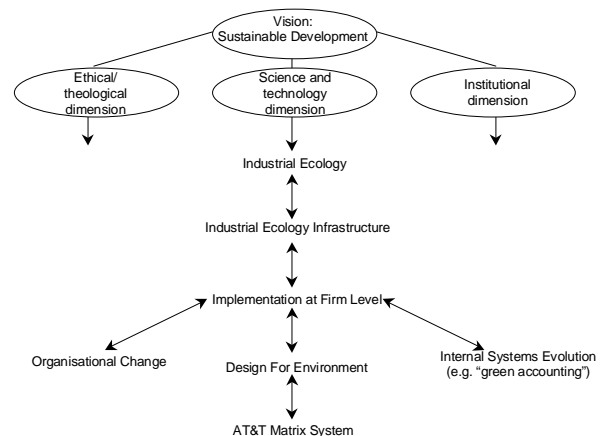 Vision:
Sustainable Development
Ethical/
theological
dimension
Science and
technology
dimension
Institutional
dimension
Industrial Ecology
Industrial Ecology Infrastructure
Implementation at Firm Level
Organisational Change
Design For Environment
Internal Systems Evolution
(e.g. “green accounting”)
AT&T Matrix System